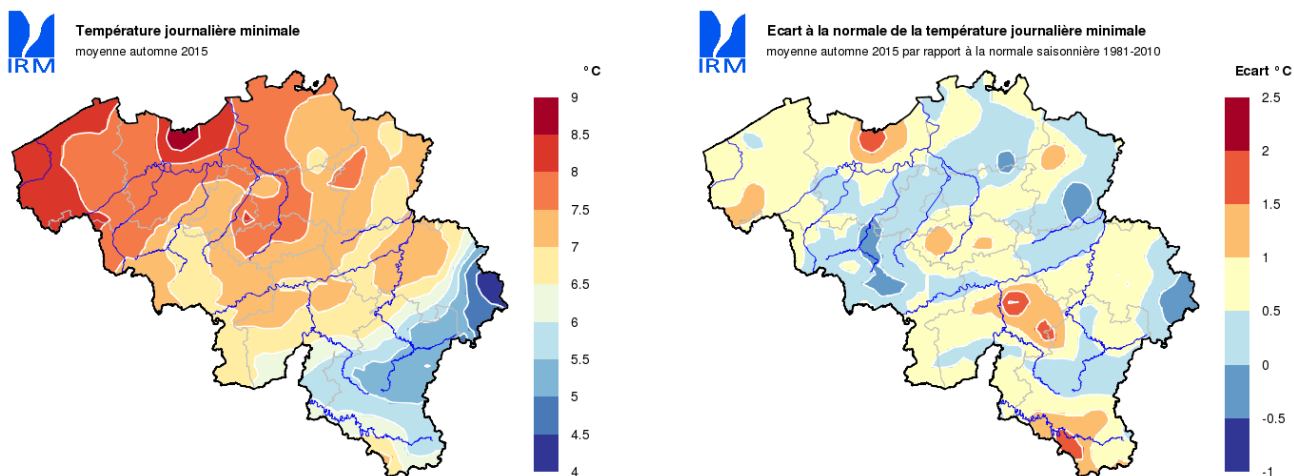 IRM
Température journalière minimale
moyenne automne 2015
°C
9
8.5
8
7.5
7
6.5
6
5.5
5
4.5
4
IRM
Ecart à la normale de la température journalière minimale
moyenne automne 2015 par rapport à la normale saisonnière 1981-2010
Ecart °C
2.5
2
1.5
1
0.5
0
-0.5
-1